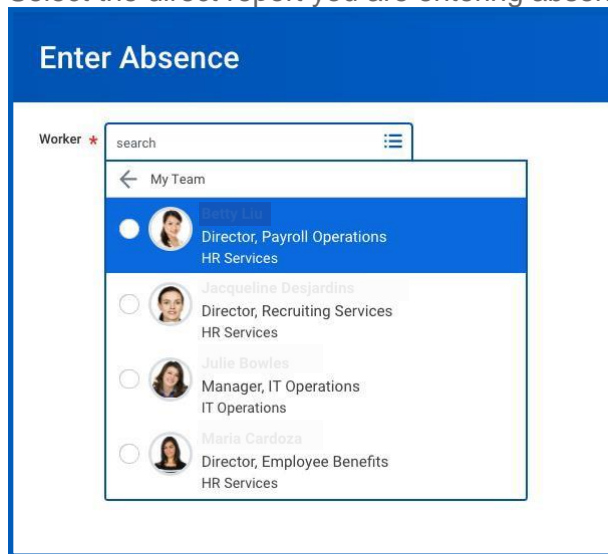 Select the direct report you are entering absen
Enter Absence
Worker *
search
My Team
Betty Liu
Director, Payroll Operations
HR Services
Jacqueline Desjardins
Director, Recruiting Services
HR Services
Julie Bowles
Manager, IT Operations
IT Operations
Maria Cardoza
Director, Employee Benefits
HR Services